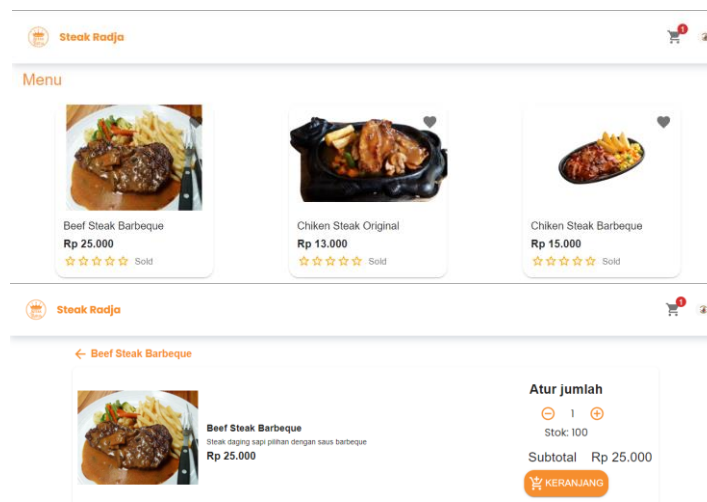 Steak Radja
1
Menu
Beef Steak Barbeque
Rp 25.000
Sold
Chiken Steak Original
Rp 13.000
Sold
Chiken Steak Barbeque
Rp 15.000
Sold
Steak Radja
1
← Beef Steak Barbeque
Beef Steak Barbeque
Steak daging sapi pilihan dengan saus barbeque
Rp 25.000
Atur jumlah
1
Stok: 100
Subtotal Rp 25.000
KERANJANG